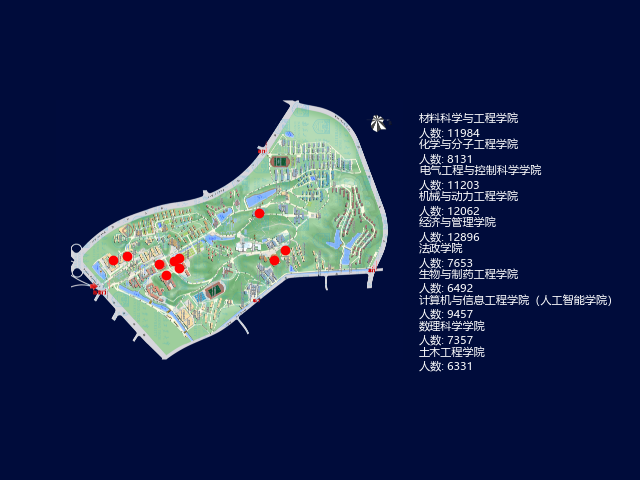 材料科学与工程学院
人数: 11984
化学与分子工程学院
人数: 8131
电气工程与控制科学学院
人数: 11203
机械与动力工程学院
人数: 12062
经济与管理学院
人数: 12896
法政学院
人数: 7653
生物与制药工程学院
人数: 6492
计算机与信息工程学院（人工智能学院）
人数: 9457
数理科学学院
人数: 7357
土木工程学院
人数: 6331